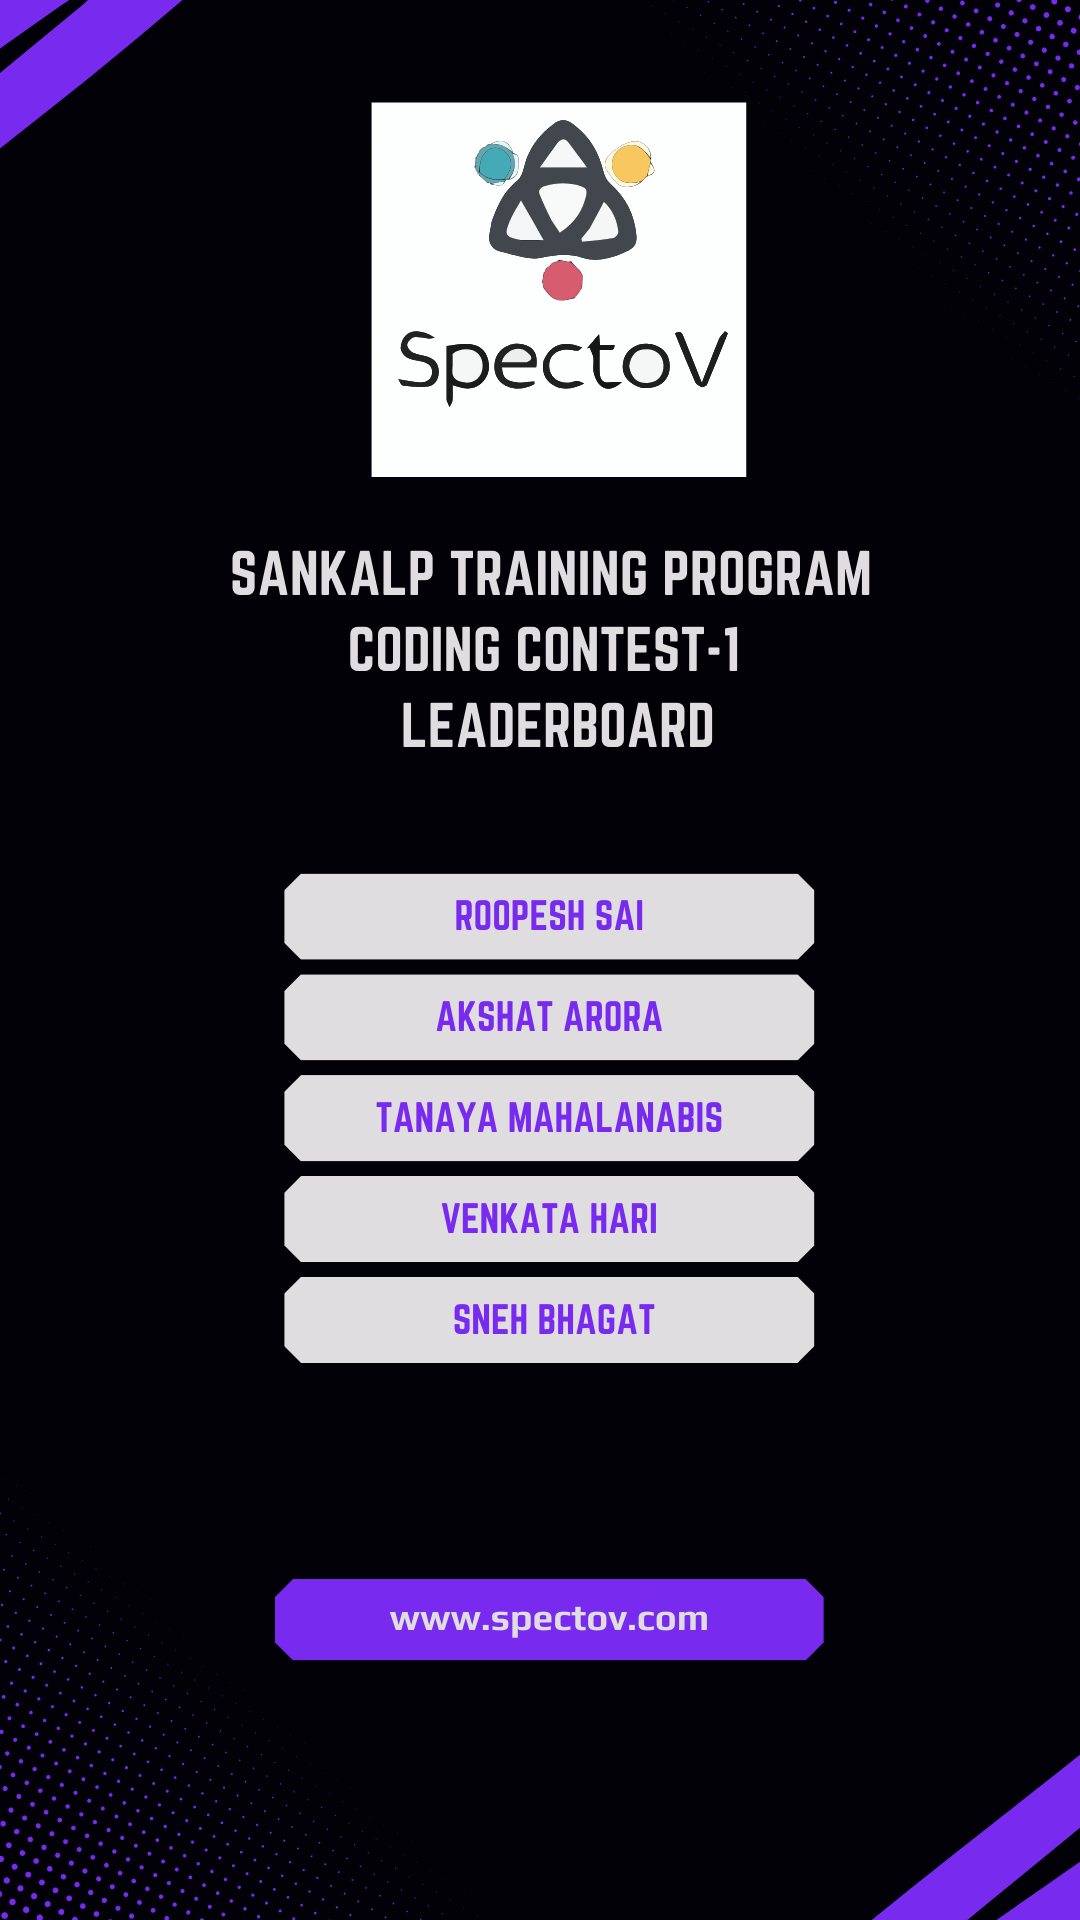 SpectoV
SANKALP TRAINING PROGRAM
CODING CONTEST-1
LEADERBOARD
ROOPESH SAI
AKSHAT ARORA
TANAYA MAHALANABIS
VENKATA HARI
SNEH BHAGAT
www.spectov.com